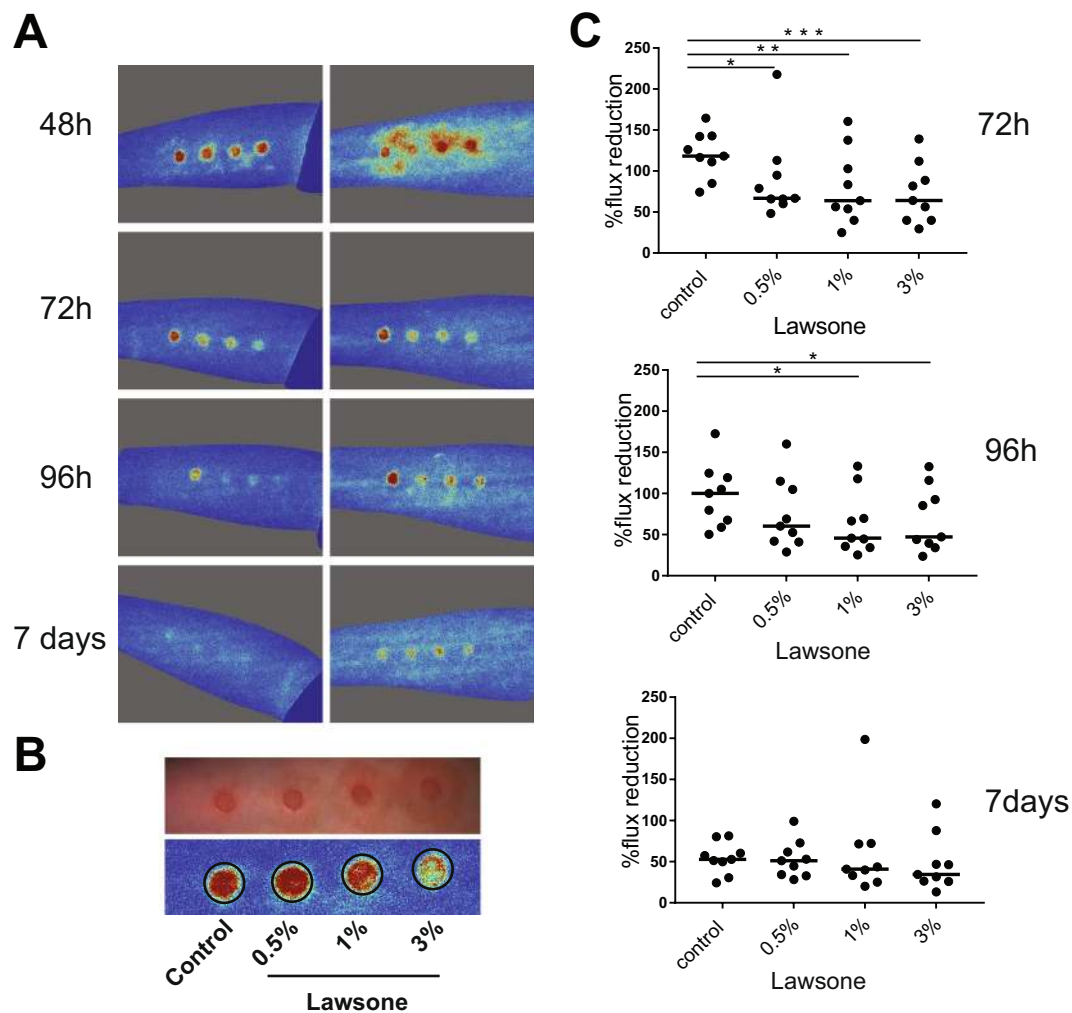 A
48h
72h
96h
7 days
B
Control
0.5%
1%
3%
Lawsone
C
* * *
* *
*
250
200
150
100
50
0
%flux reduction
control
0.5%
1%
3%
Lawsone
72h
*
*
250
200
150
100
50
0
%flux reduction
control
0.5%
1%
3%
Lawsone
96h
250
200
150
100
50
0
%flux reduction
control
0.5%
1%
3%
Lawsone
7days